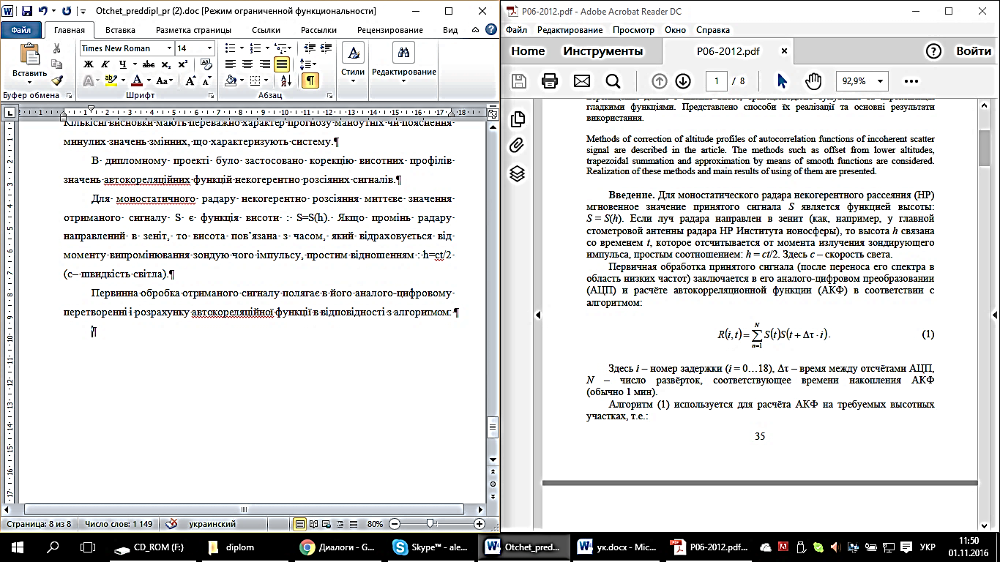 Otchet_preddipl_pr (2).doc [Режим ограниченной функциональности]
Файл Главная Вставка Разметка страницы Ссылки Рассылки Рецензирование Вид
Times New Roman 14
Вставить
Стили
Редактирование
Буфер обмена Шрифт Абзац
Кількісні висновки мають переважно характер прогнозу майбутніх чи пояснення
минулих значень змінних, що характеризують систему.¶
В дипломному проекті було застосовано корекцію висотних профілів
значень автокореляційних функцій некогерентно розсіяних сигналів.¶
Для моностатичного радару некогерентно розсіяння миттєве значення
отриманого сигналу S є функція висоти : S=S(h). Якщо промінь радару
направлений в зеніт, то висота пов’язана з часом, який відраховується від
моменту випромінювання зондую чого імпульсу, простим відношенням : h=ct/2
(с– швидкість світла).¶
Первинна обробка отриманого сигналу полягає в його аналого-цифровому
перетворенні і розрахунку автокореляційної функції в відповідності з алгоритмом: ¶
¶
Страница: 8 из 8 Число слов: 1 149 украинский 80%
P06-2012.pdf - Adobe Acrobat Reader DC
Файл Редактирование Просмотр Окно Справка
Home Инструменты P06-2012.pdf × Войти
1 / 8 92,9%
гладкими функціями. Представлено способи їх реалізації та основні результати
використання.
Methods of correction of altitude profiles of autocorrelation functions of incoherent scatter
signal are described in the article. The methods such as offset from lower altitudes,
trapezoidal summation and approximation by means of smooth functions are considered.
Realization of these methods and main results of using of them are presented.
Введение. Для моностатического радара некогерентного рассеяния (НР)
мгновенное значение принятого сигнала S является функцией высоты:
S = S(h). Если луч радара направлен в зенит (как, например, у главной
стометровой антенны радара НР Института ионосферы), то высота h связана
со временем t, которое отсчитывается от момента излучения зондирующего
импульса, простым соотношением: h = ct/2. Здесь c – скорость света.
Первичная обработка принятого сигнала (после переноса его спектра в
область низких частот) заключается в его аналого-цифровом преобразовании
(АЦП) и расчёте автокорреляционной функции (АКФ) в соответствии с
алгоритмом:
R(i,t) = ∑ₙ₌₁ᴺ S(t)S(t + Δτ · i). (1)
Здесь i – номер задержки (i = 0…18), Δτ – время между отсчётами АЦП,
N – число развёрток, соответствующее времени накопления АКФ
(обычно 1 мин).
Алгоритм (1) используется для расчёта АКФ на требуемых высотных
участках, т.е.:
35
CD_ROM (F:) diplom Диалоги - G... Skype™ - ale... Otchet_pred... ук.docx - Mic... P06-2012.pdf... УКР 11:50
01.11.2016